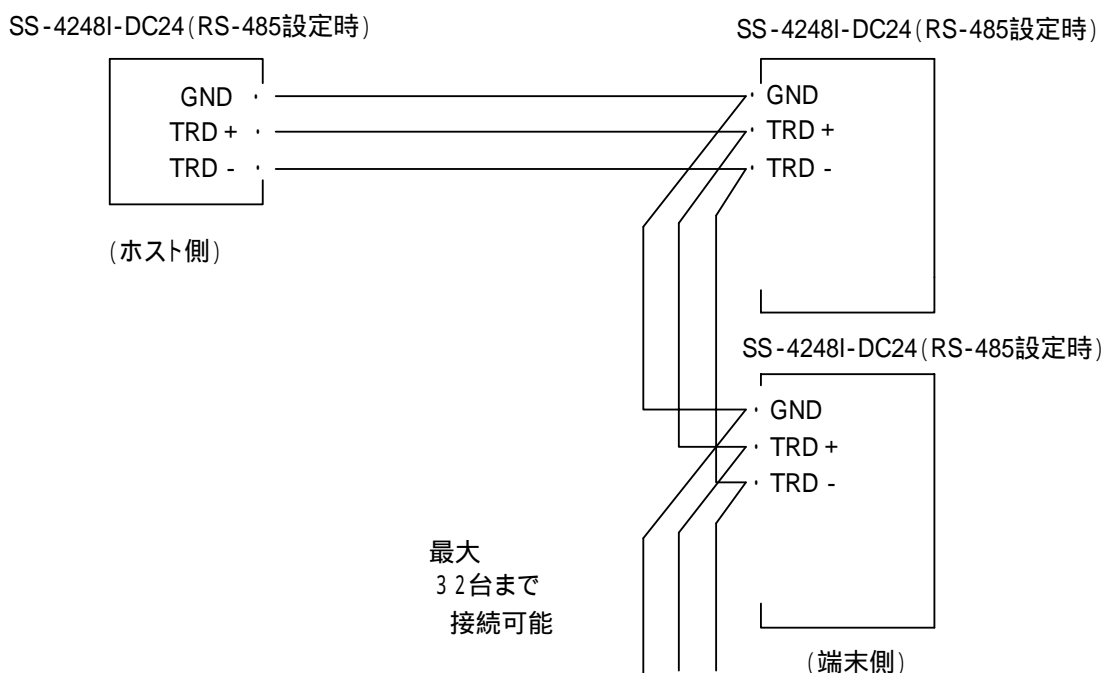 SS-4248I-DC24(RS-485設定時)
SS-4248I-DC24(RS-485設定時)
GND
TRD +
TRD -
GND
TRD +
TRD -
(ホスト側)
SS-4248I-DC24(RS-485設定時)
GND
TRD +
TRD -
最大
32台まで
接続可能
(端末側)